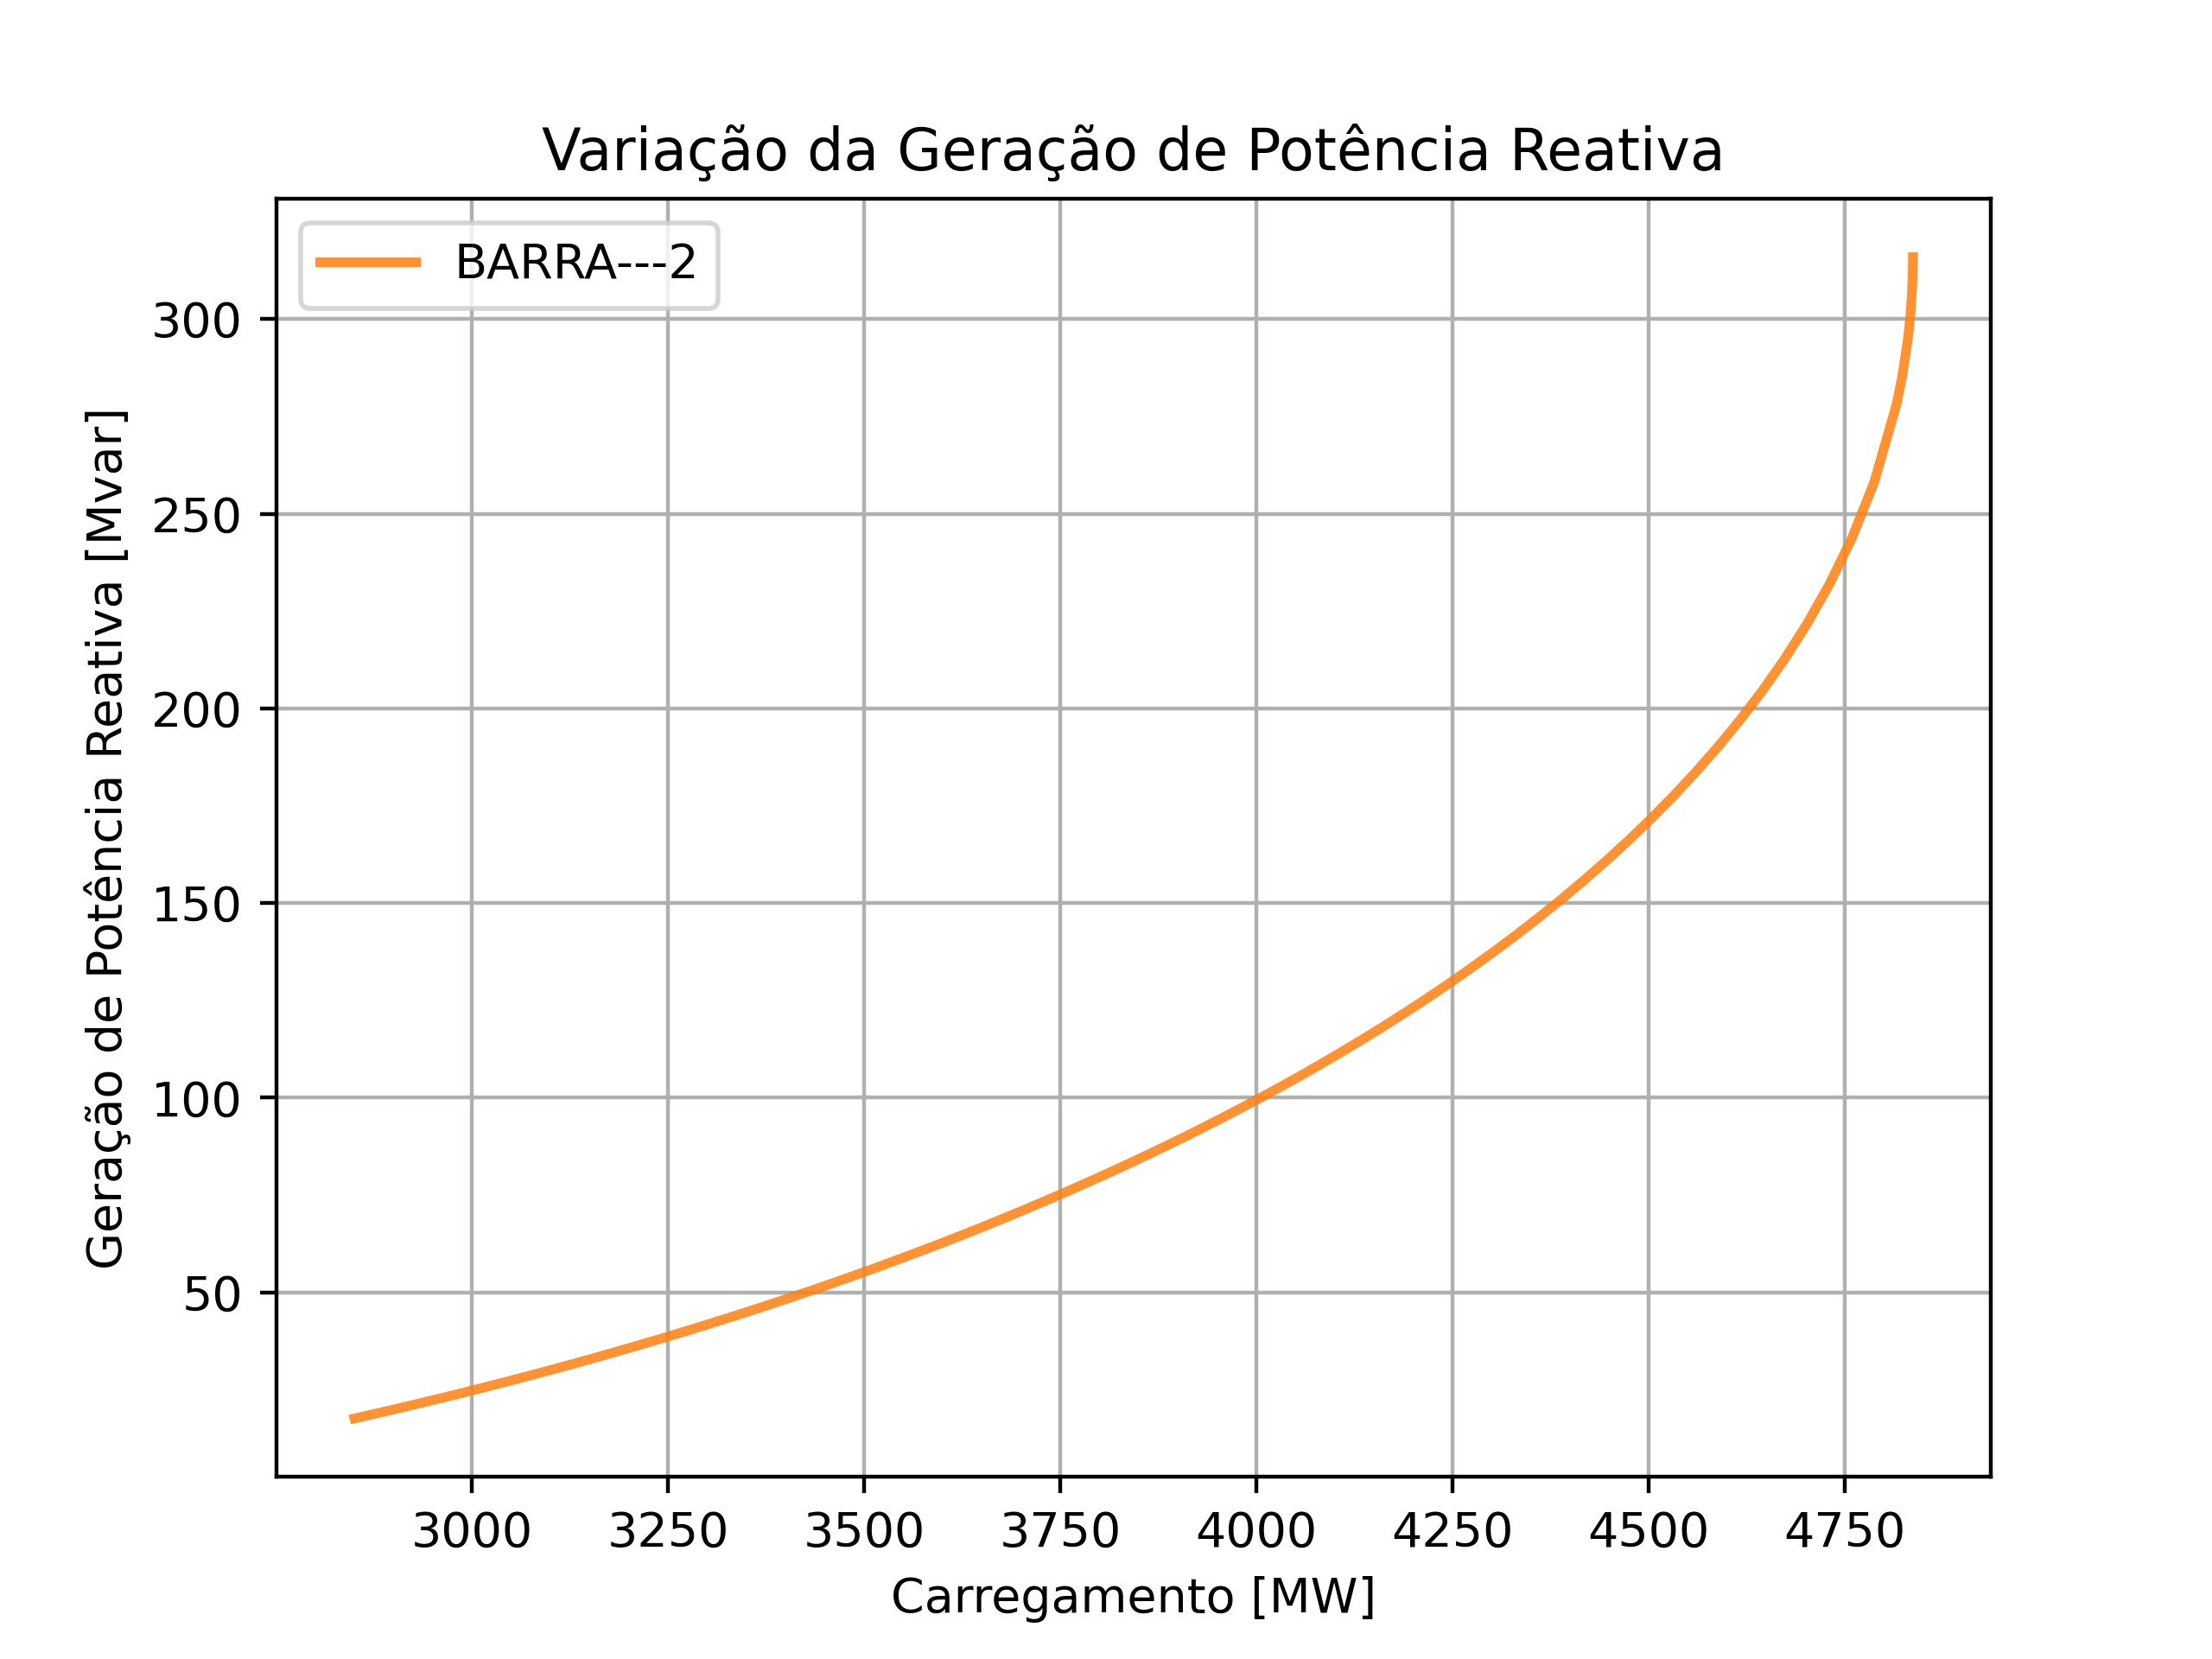 Variação da Geração de Potência Reativa
BARRA---2
Geração de Potência Reativa [Mvar]
300
250
200
150
100
50
3000 3250 3500 3750 4000 4250 4500 4750
Carregamento [MW]